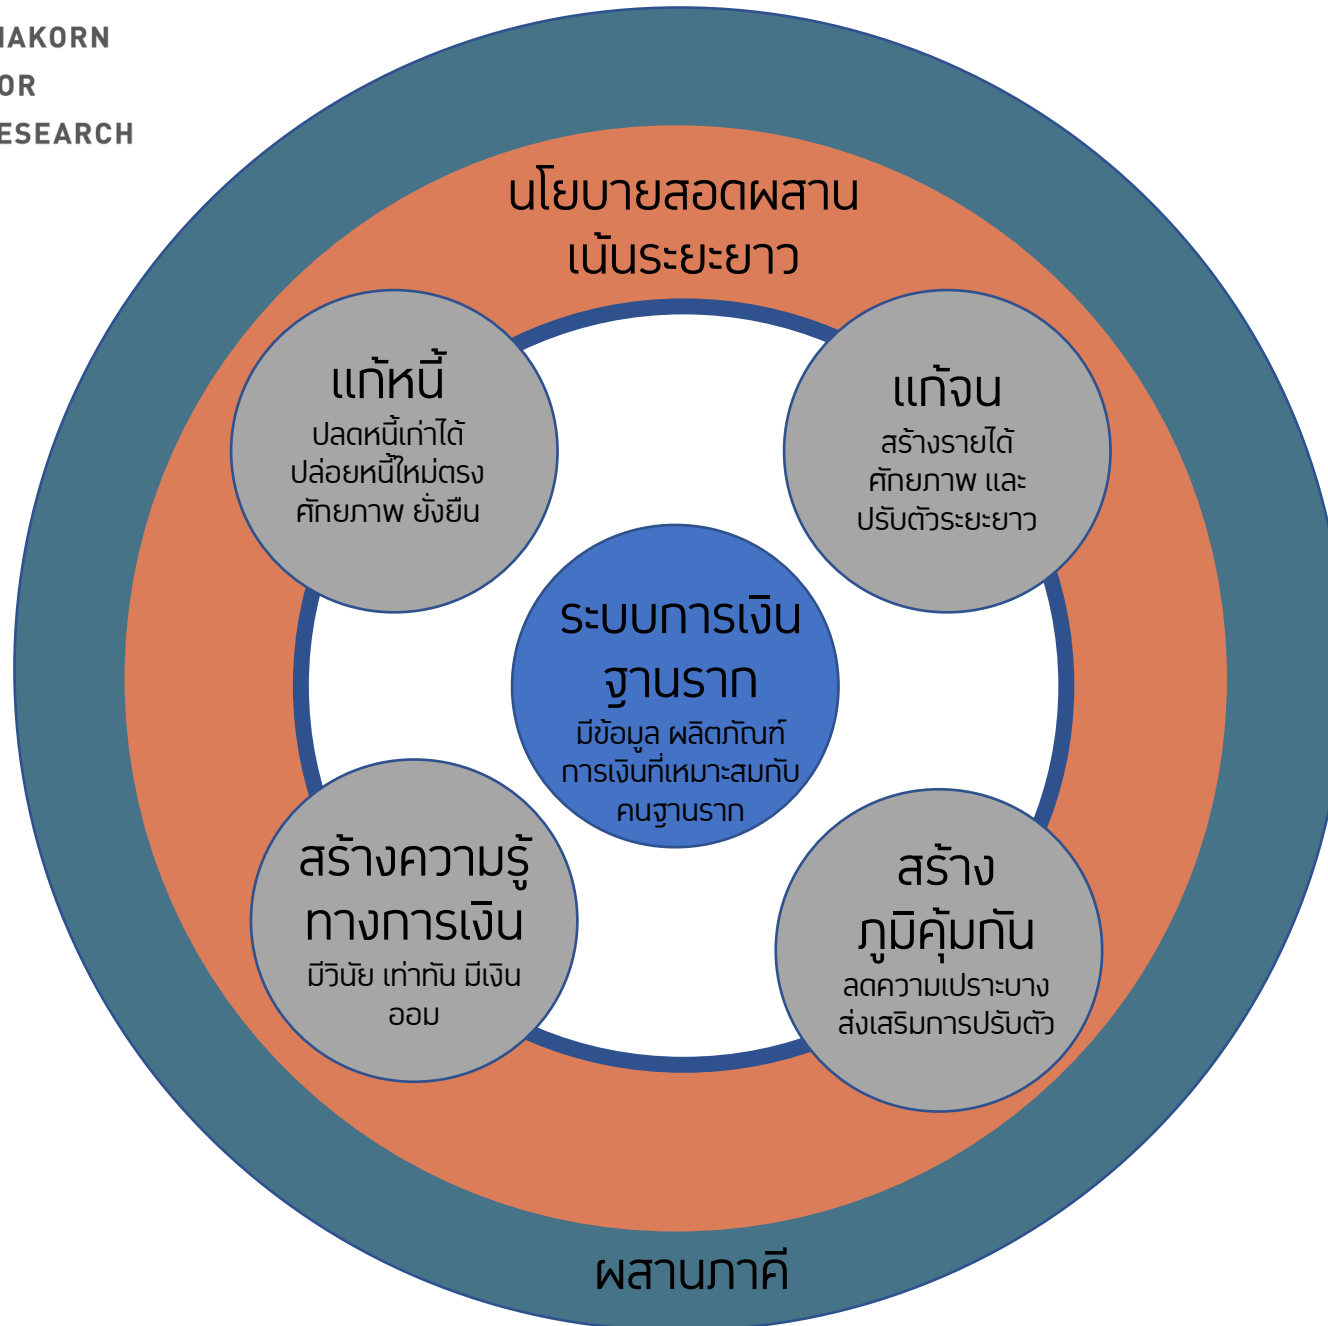 ESEARCH
OR
นโยบายสอดผสาน
เน้นระยะยาว
แก้หนี้
ปลดหนี้เก่าได้
ปล่อยหนี้ใหม่ตรง
ศักยภาพ ยั่งยืน
แก้จน
สร้างรายได้
ศักยภาพ และ
ปรับตัวระยะยาว
ระบบการเงิน
ฐานราก
มีข้อมูล ผลิตภัณฑ์
การเงินที่เหมาะสมกับ
คนฐานราก
สร้างความรู้
ทางการเงิน
มีวินัย เท่าทัน มีเงิน
ออม
สร้าง
ภูมิคุ้มกัน
ลดความเปราะบาง
ส่งเสริมการปรับตัว
ผสานภาคี